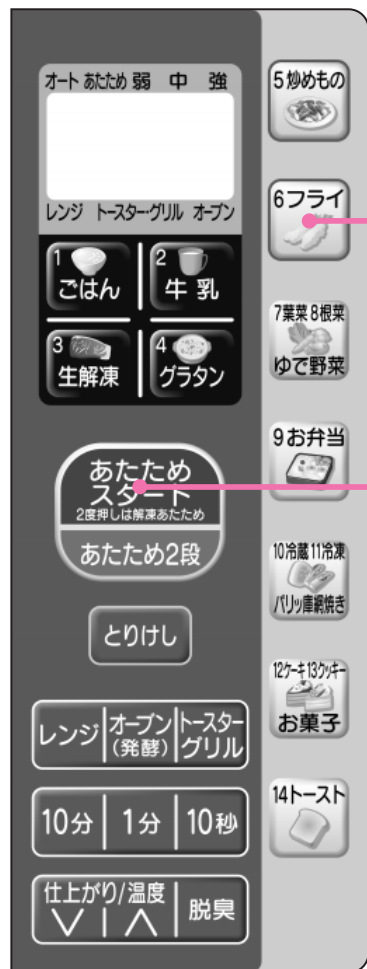 オート あたため 弱 中 強
レンジ トースター・グリル オーブン
1 ごはん
2 牛乳
3 生解凍
4 グラタン
あたため
スタート
2度押しは解凍あたため
あたため2段
とりけし
レンジ
オーブン
(発酵)
トースター
グリル
10分 1分 10秒
仕上がり/温度
脱臭
5炒めもの
6フライ
7葉菜 8根菜
ゆで野菜
9お弁当
10冷蔵 11冷凍
パリッ庫網焼き
12ケーキ 13クッキー
お菓子
14トースト